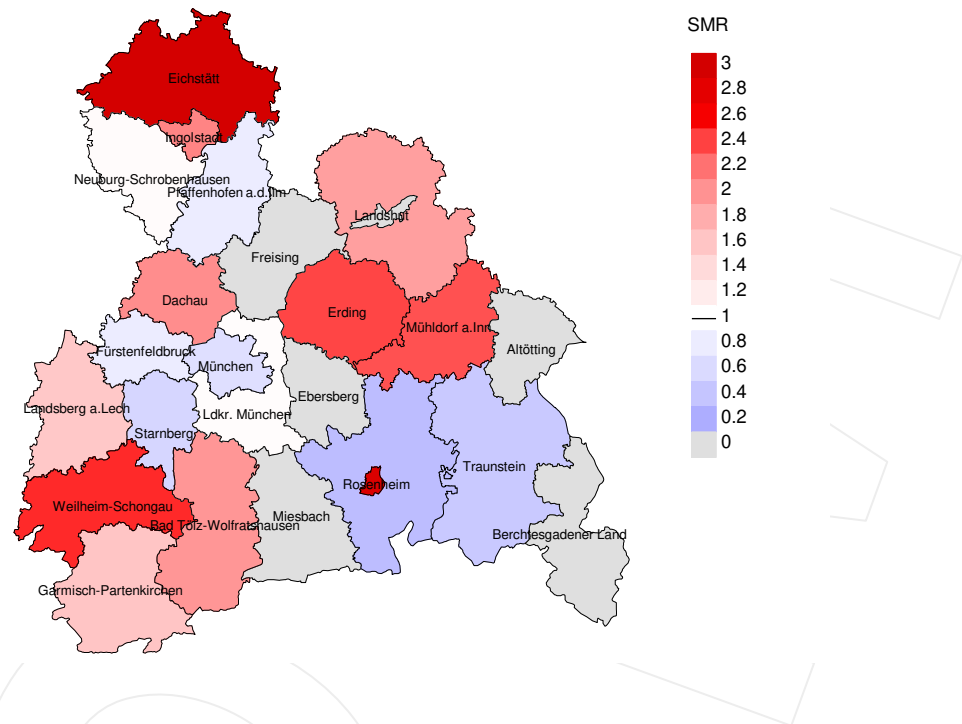 SMR
3
2.8
2.6
2.4
2.2
2
1.8
1.6
1.4
1.2
1
0.8
0.6
0.4
0.2
0
Eichstätt
Ingolstadt
Neuburg-Schrobenhausen
Pfaffenhofen a.d.Ilm
Landshut
Freising
Dachau
Erding
Mühldorf a.Inn
Altötting
Fürstenfeldbruck
München
Ebersberg
Landsberg a.Lech
Ldkr. München
Starnberg
Traunstein
Rosenheim
Weilheim-Schongau
Miesbach
Bad Tölz-Wolfratshausen
Berchtesgadener Land
Garmisch-Partenkirchen